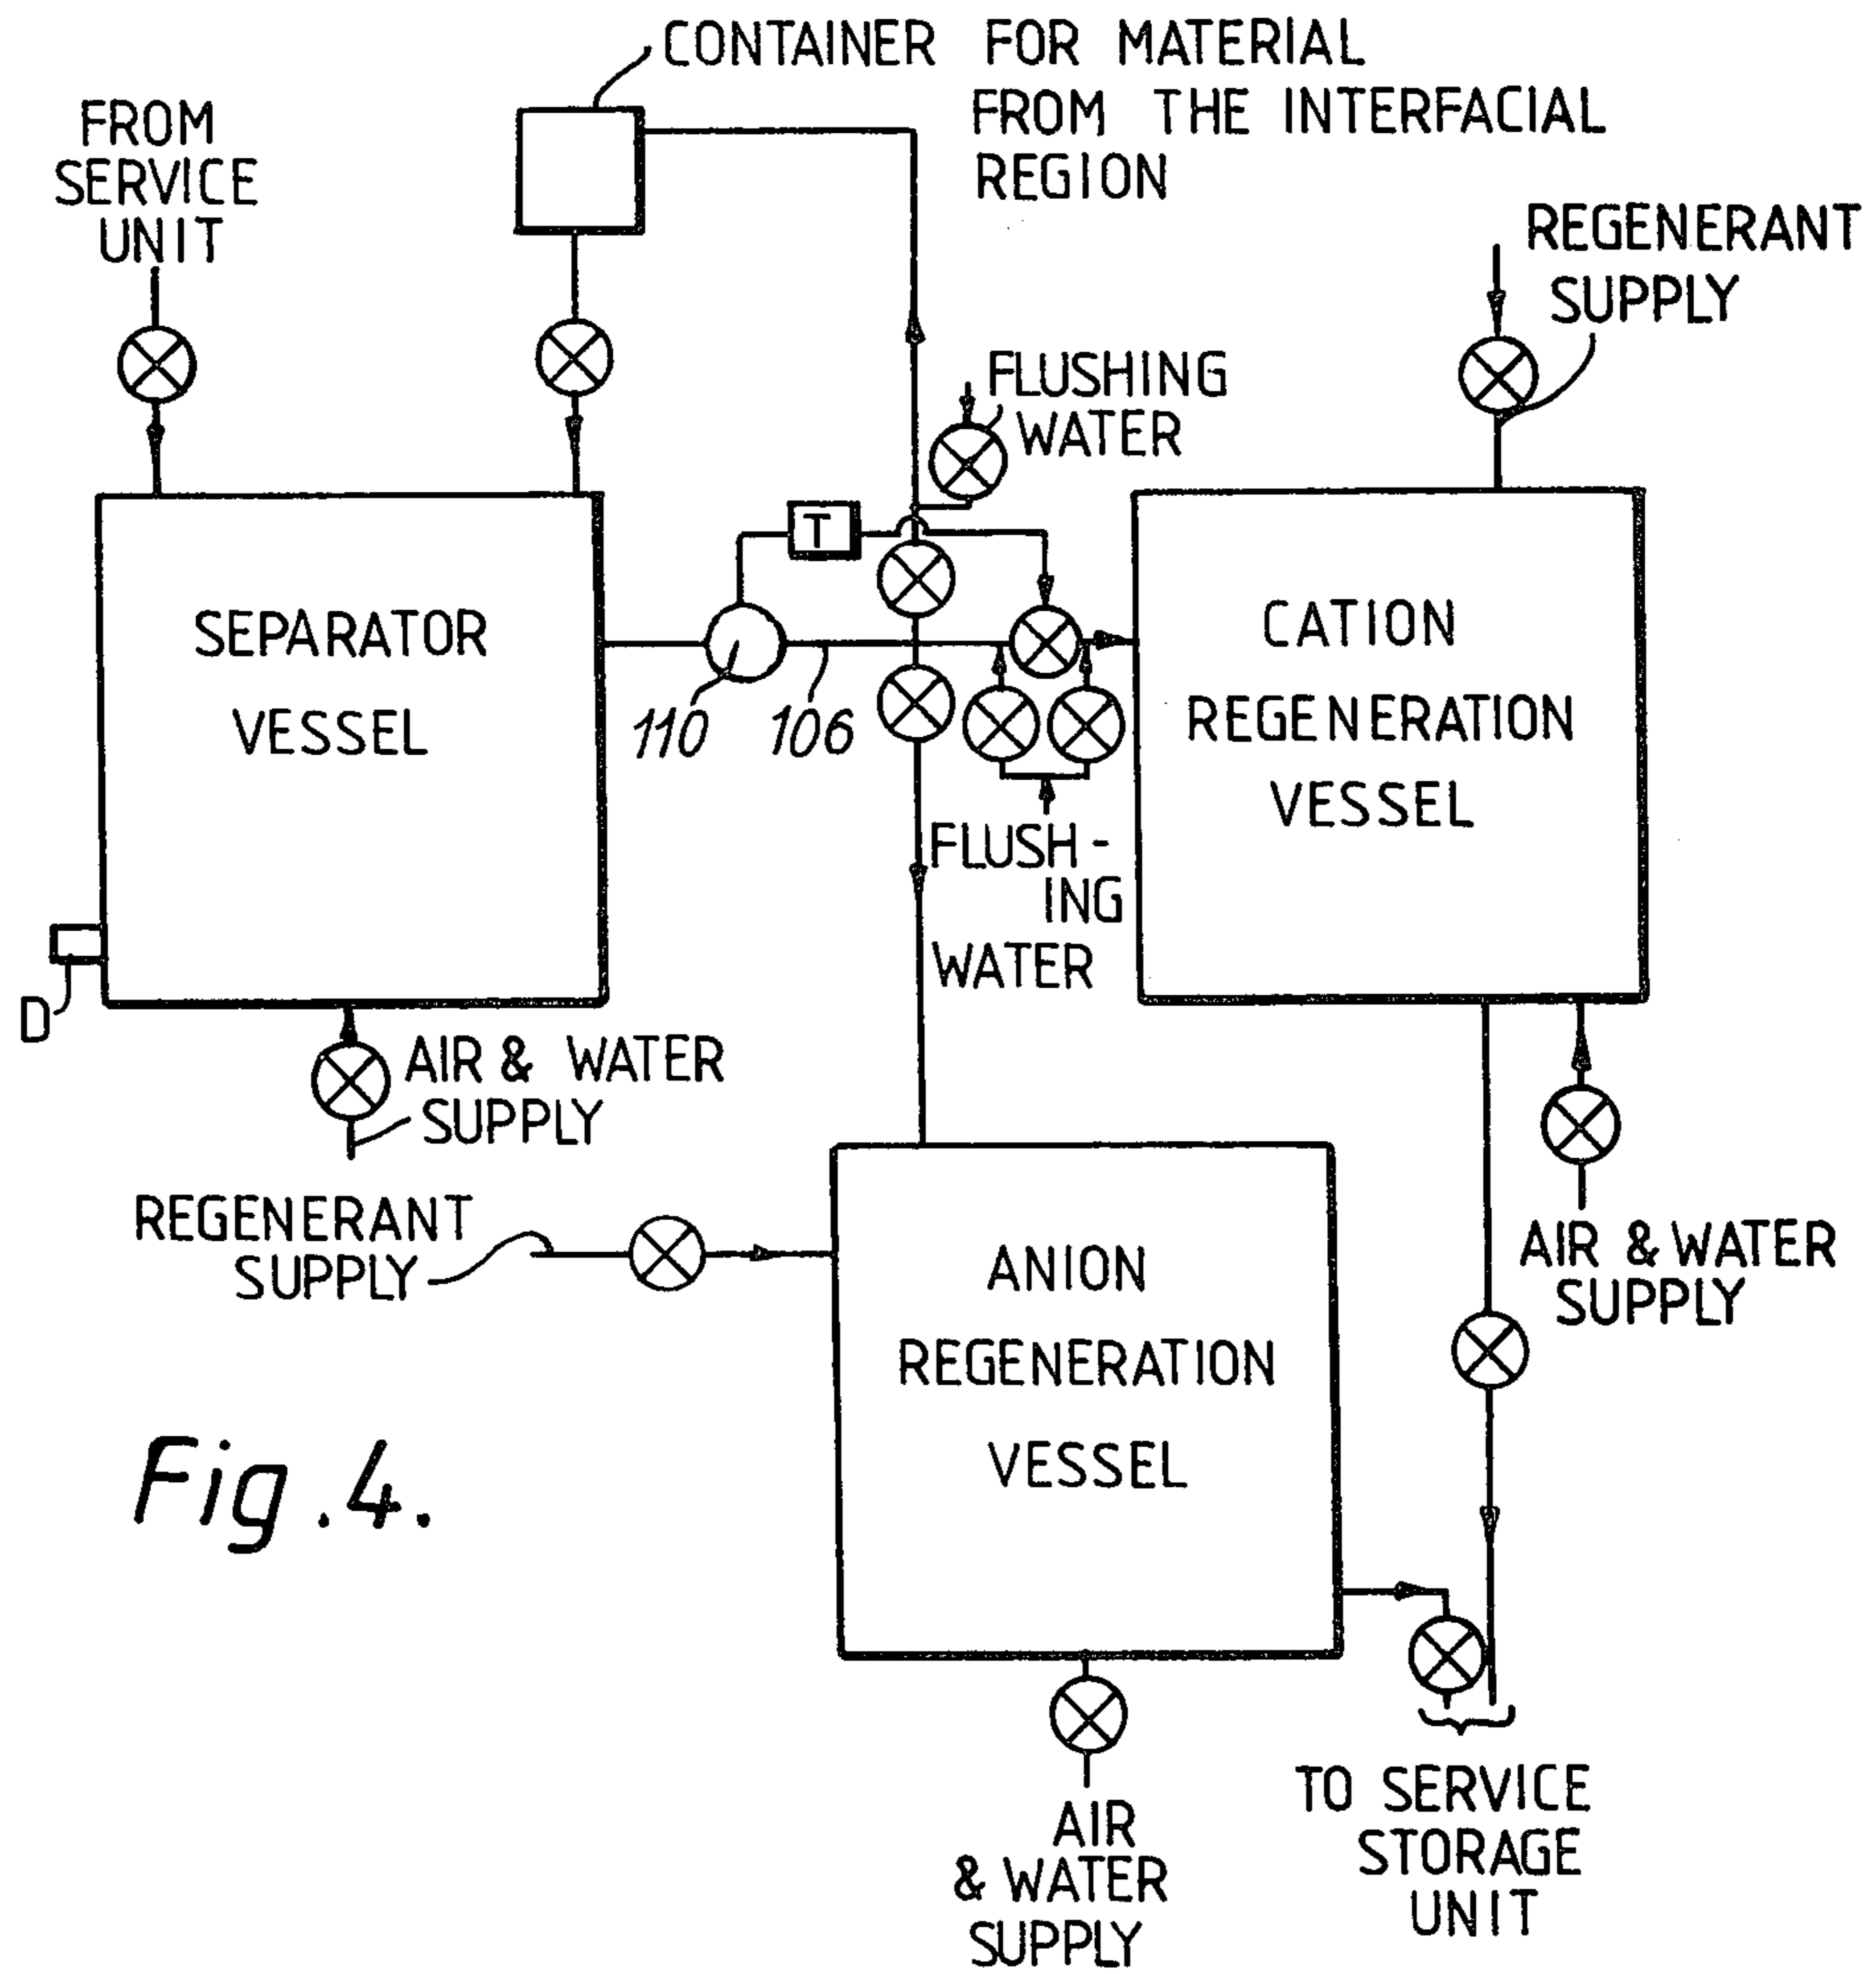 CONTAINER FOR MATERIAL
FROM THE INTERFACIAL
REGION
FROM
SERVICE
UNIT
REGENERANT
SUPPLY
FLUSHING
WATER
T
SEPARATOR
VESSEL
110
106
CATION
REGENERATION
VESSEL
FLUSH-
ING
WATER
D
AIR & WATER
SUPPLY
REGENERANT
SUPPLY
ANION
REGENERATION
VESSEL
AIR & WATER
SUPPLY
Fig.4.
TO SERVICE
STORAGE
UNIT
AIR
& WATER
SUPPLY